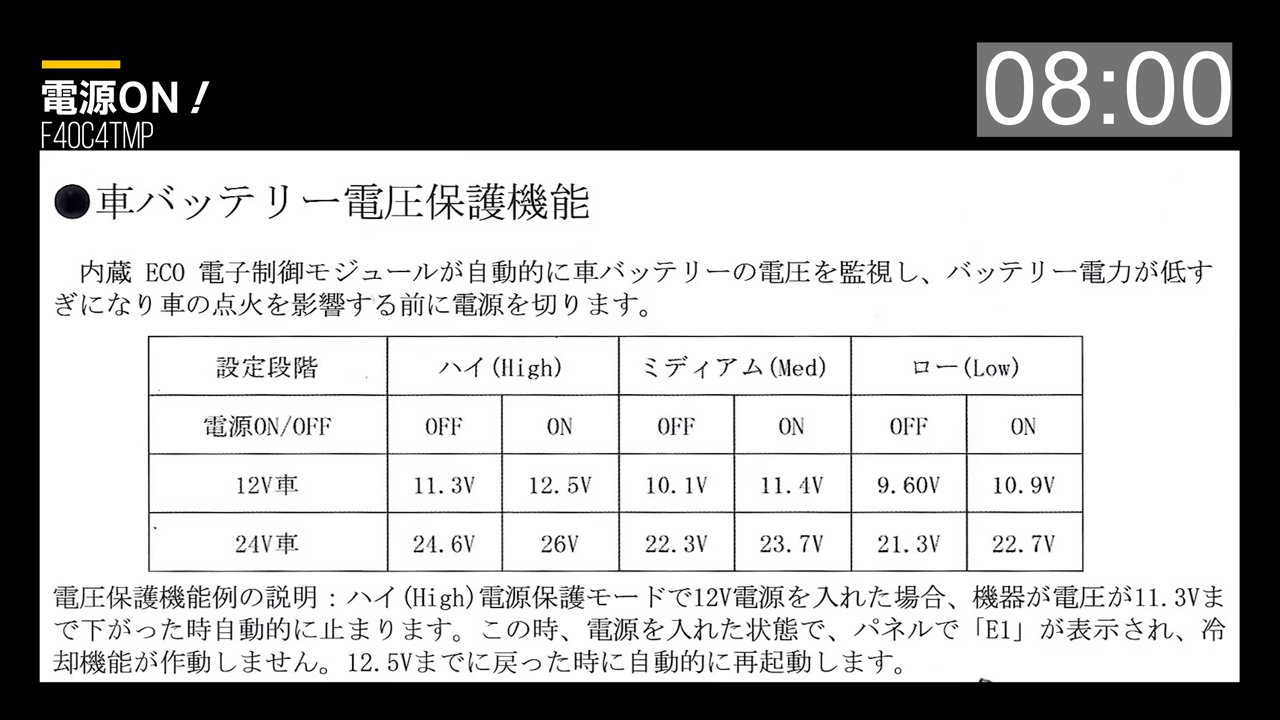 電源ON！
F40C4TMP
08:00
●車バッテリー電圧保護機能
内蔵 ECO 電子制御モジュールが自動的に車バッテリーの電圧を監視し、バッテリー電力が低す
ぎになり車の点火を影響する前に電源を切ります。
設定段階 ハイ(High) ミディアム(Med) ロー(Low)
電源ON/OFF OFF ON OFF ON OFF ON
12V車 11.3V 12.5V 10.1V 11.4V 9.60V 10.9V
24V車 24.6V 26V 22.3V 23.7V 21.3V 22.7V
電圧保護機能例の説明：ハイ(High)電源保護モードで12V電源を入れた場合、機器が電圧が11.3Vま
で下がった時自動的に止まります。この時、電源を入れた状態で、パネルで「E1」が表示され、冷
却機能が作動しません。12.5Vまでに戻った時に自動的に再起動します。